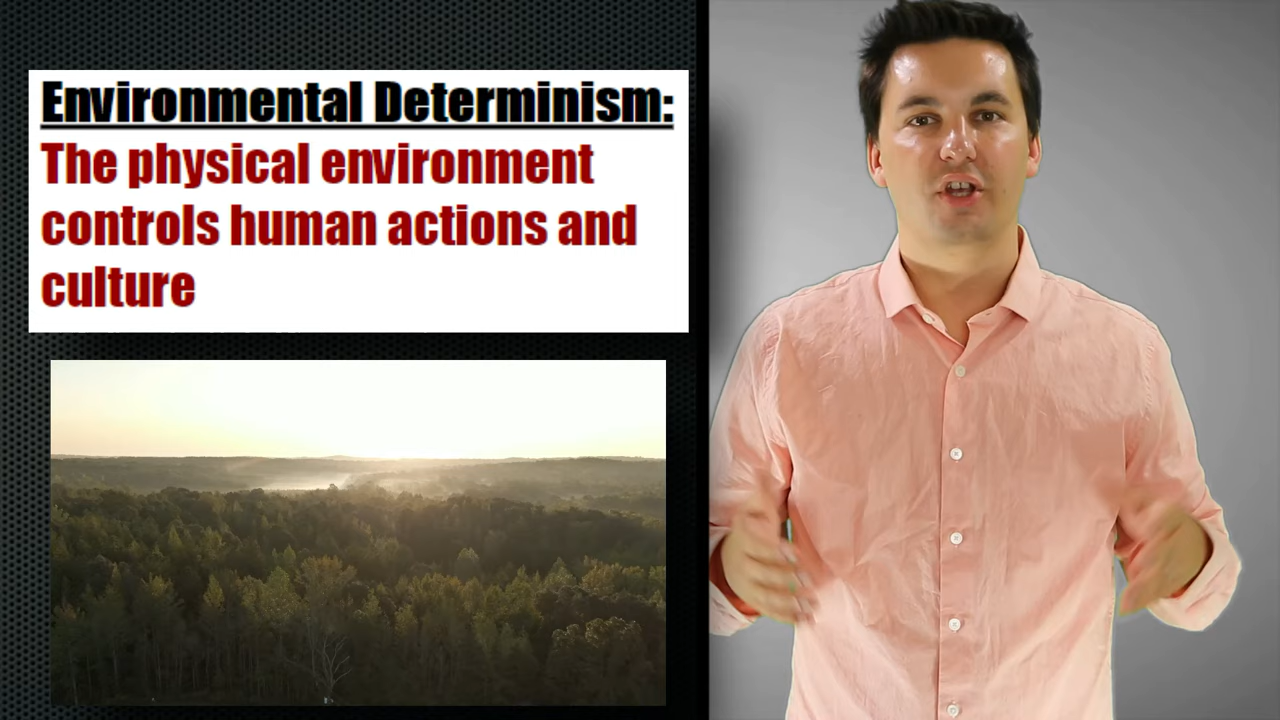 Environmental Determinism:
The physical environment
controls human actions and
culture